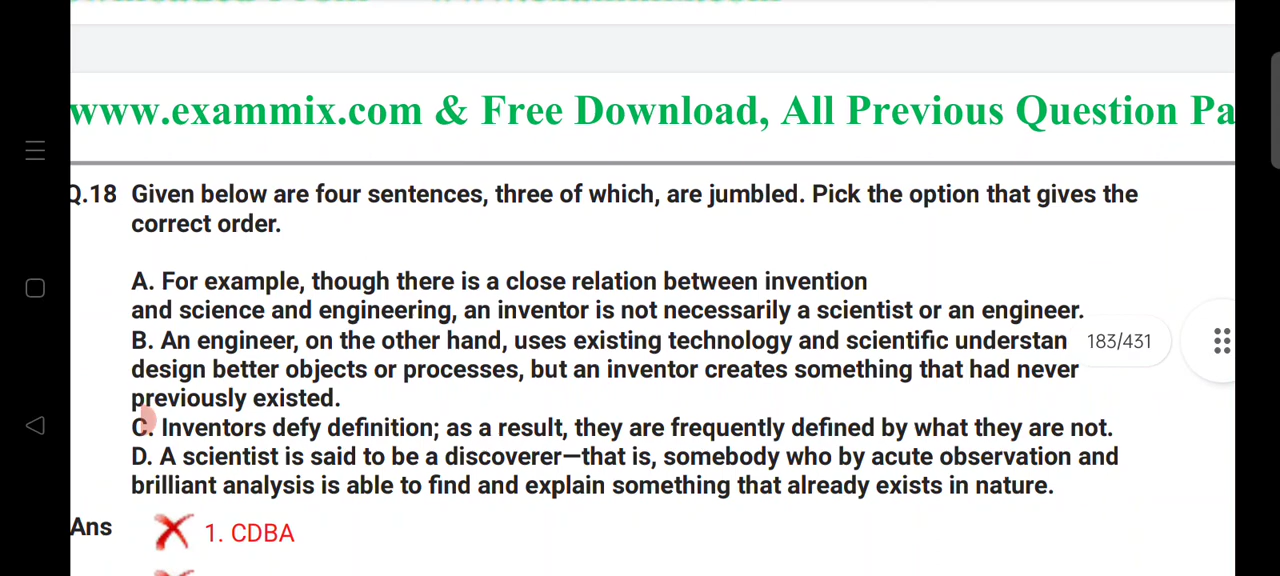 www.exammix.com & Free Download, All Previous Question Pa
Q.18 Given below are four sentences, three of which, are jumbled. Pick the option that gives the
correct order.
A. For example, though there is a close relation between invention
and science and engineering, an inventor is not necessarily a scientist or an engineer.
B. An engineer, on the other hand, uses existing technology and scientific understan
183/431
design better objects or processes, but an inventor creates something that had never
previously existed.
C. Inventors defy definition; as a result, they are frequently defined by what they are not.
D. A scientist is said to be a discoverer—that is, somebody who by acute observation and
brilliant analysis is able to find and explain something that already exists in nature.
Ans 1. CDBA